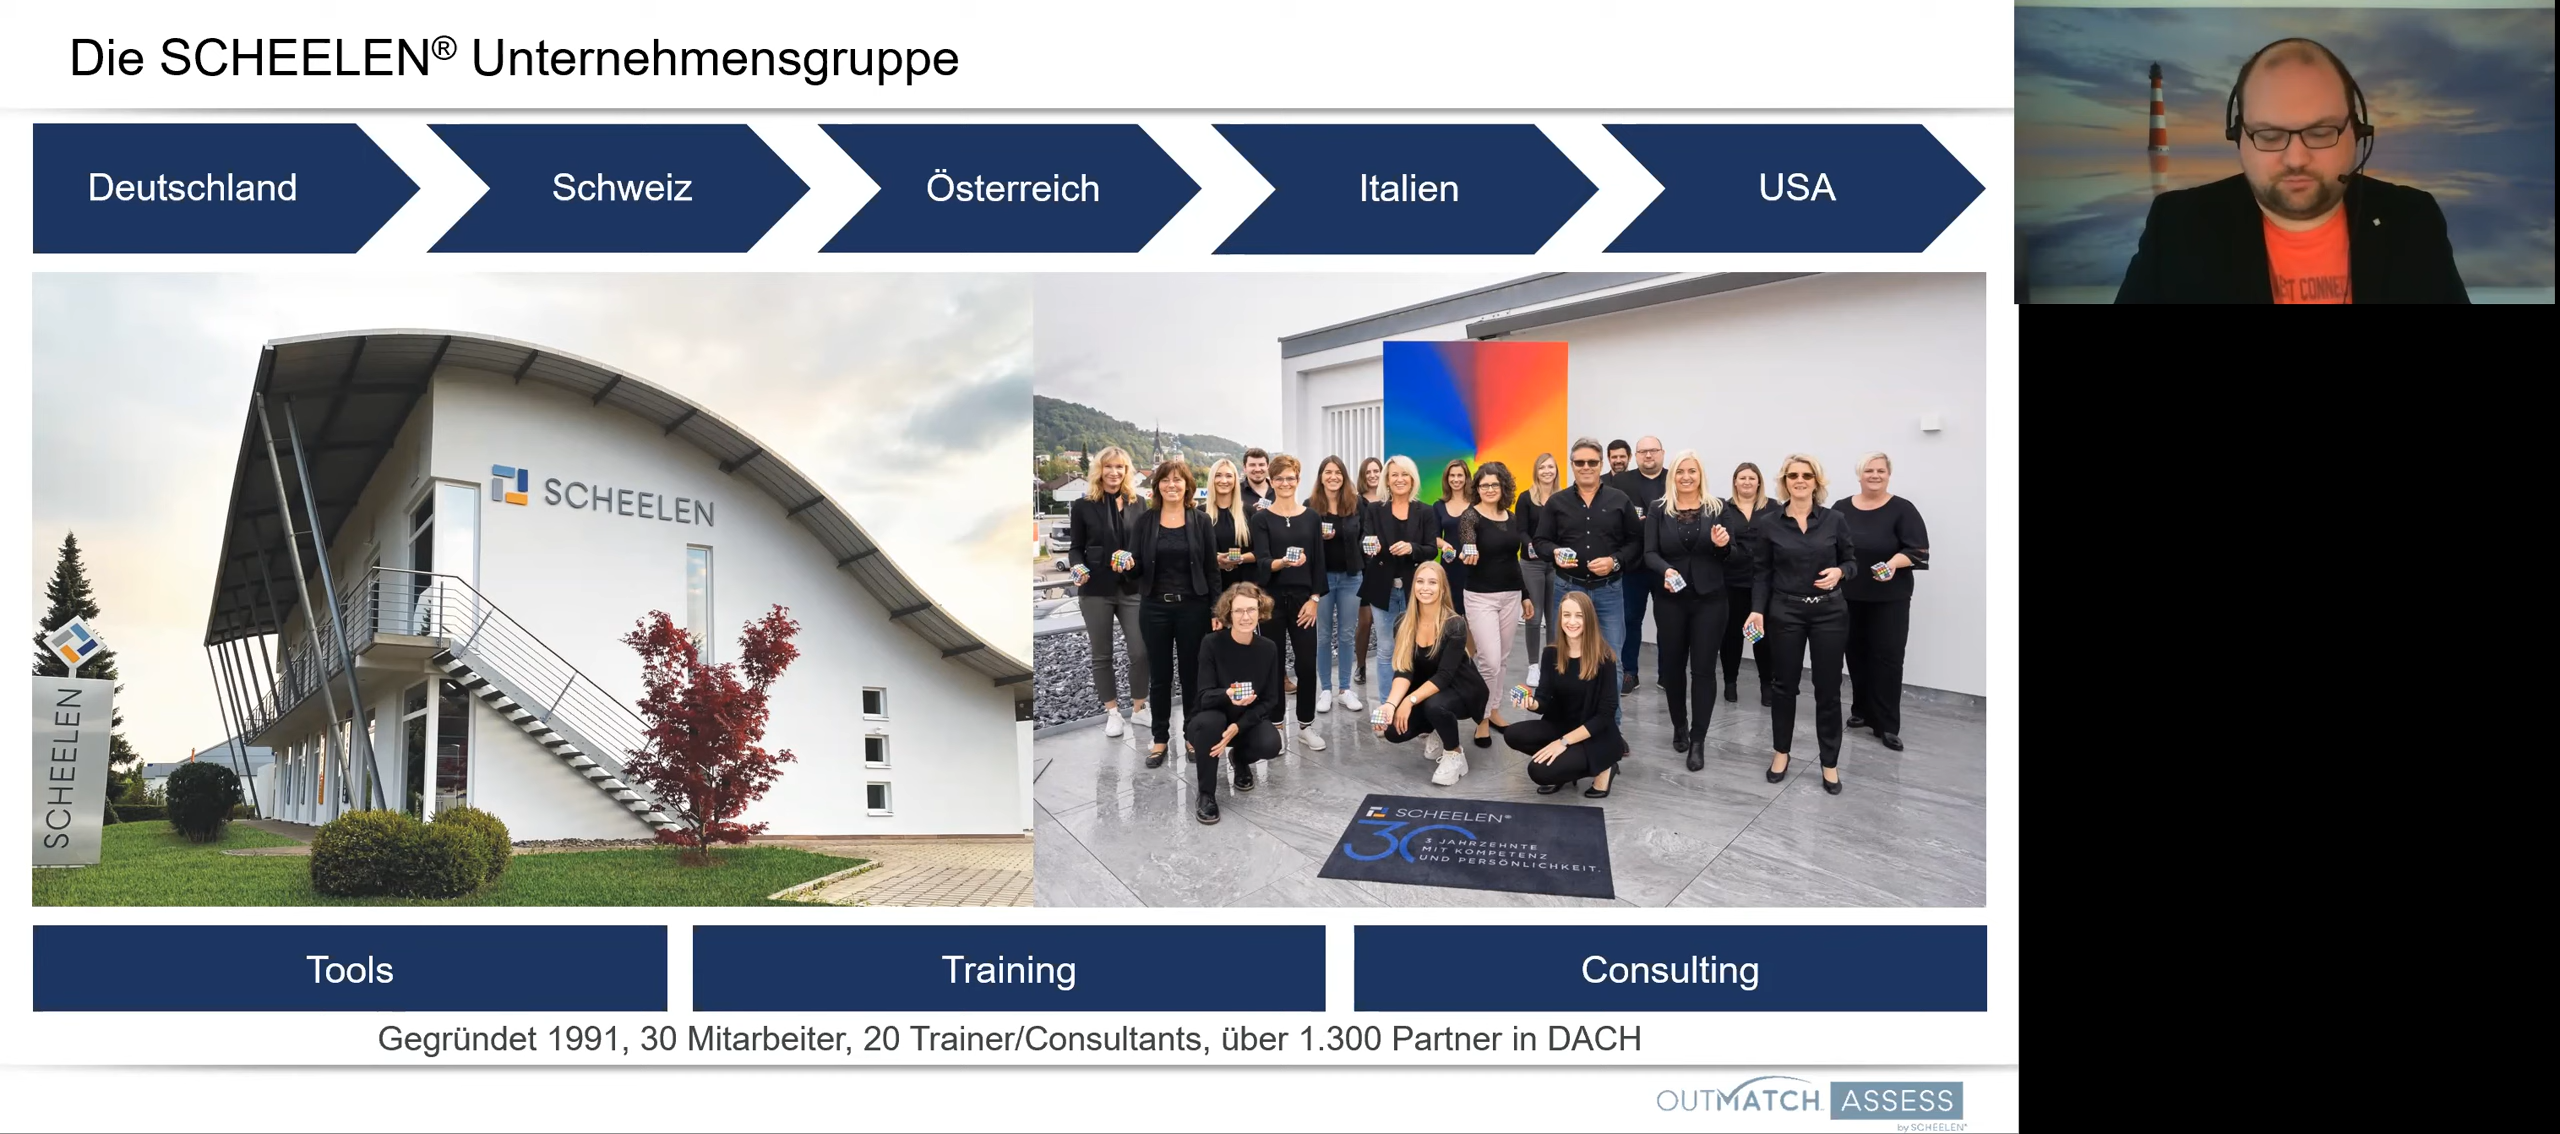 Die SCHEELEN® Unternehmensgruppe
Deutschland
Schweiz
Österreich
Italien
USA
SCHEELEN
SCHEELEN
SCHEELEN®
30
3 JAHRZEHNTE
MIT KOMPETENZ
UND PERSÖNLICHKEIT.
Tools
Training
Consulting
Gegründet 1991, 30 Mitarbeiter, 20 Trainer/Consultants, über 1.300 Partner in DACH
OUTMATCH ASSESS
by SCHEELEN®